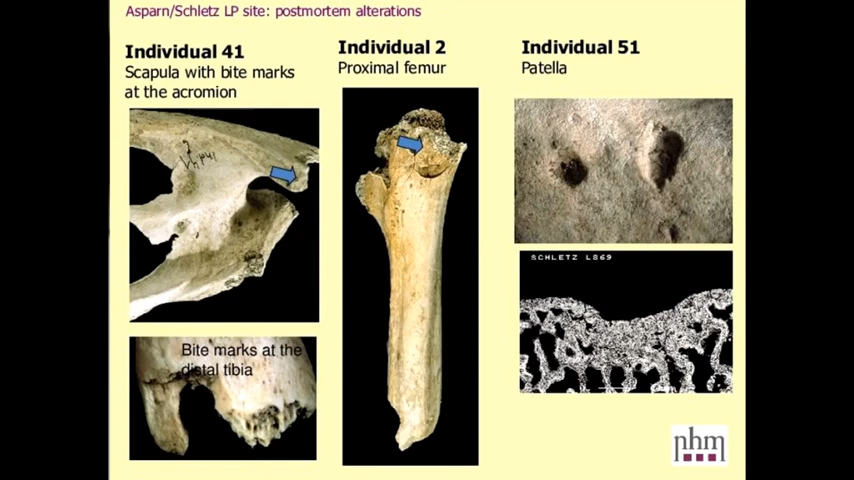 Asparn/Schletz LP site: postmortem alterations
Individual 41
Scapula with bite marks
at the acromion
Individual 2
Proximal femur
Individual 51
Patella
SCHLETZ L869
Bite marks at the
distal tibia
nhm